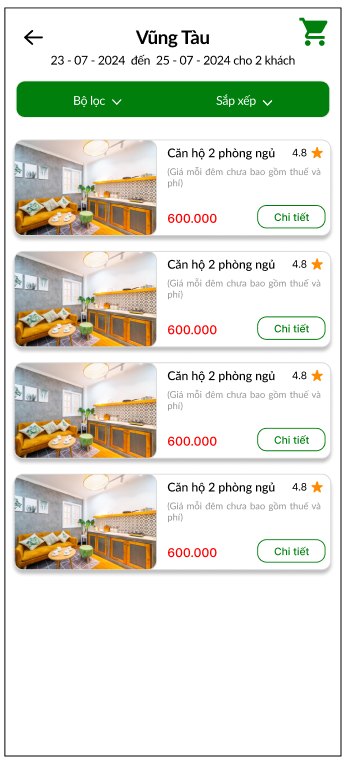 Vũng Tàu
23 - 07 - 2024 đến 25 - 07 - 2024 cho 2 khách
Bộ lọc
Sắp xếp
Căn hộ 2 phòng ngủ 4.8
(Giá mỗi đêm chưa bao gồm thuế và
phí)
600.000 Chi tiết
Căn hộ 2 phòng ngủ 4.8
(Giá mỗi đêm chưa bao gồm thuế và
phí)
600.000 Chi tiết
Căn hộ 2 phòng ngủ 4.8
(Giá mỗi đêm chưa bao gồm thuế và
phí)
600.000 Chi tiết
Căn hộ 2 phòng ngủ 4.8
(Giá mỗi đêm chưa bao gồm thuế và
phí)
600.000 Chi tiết